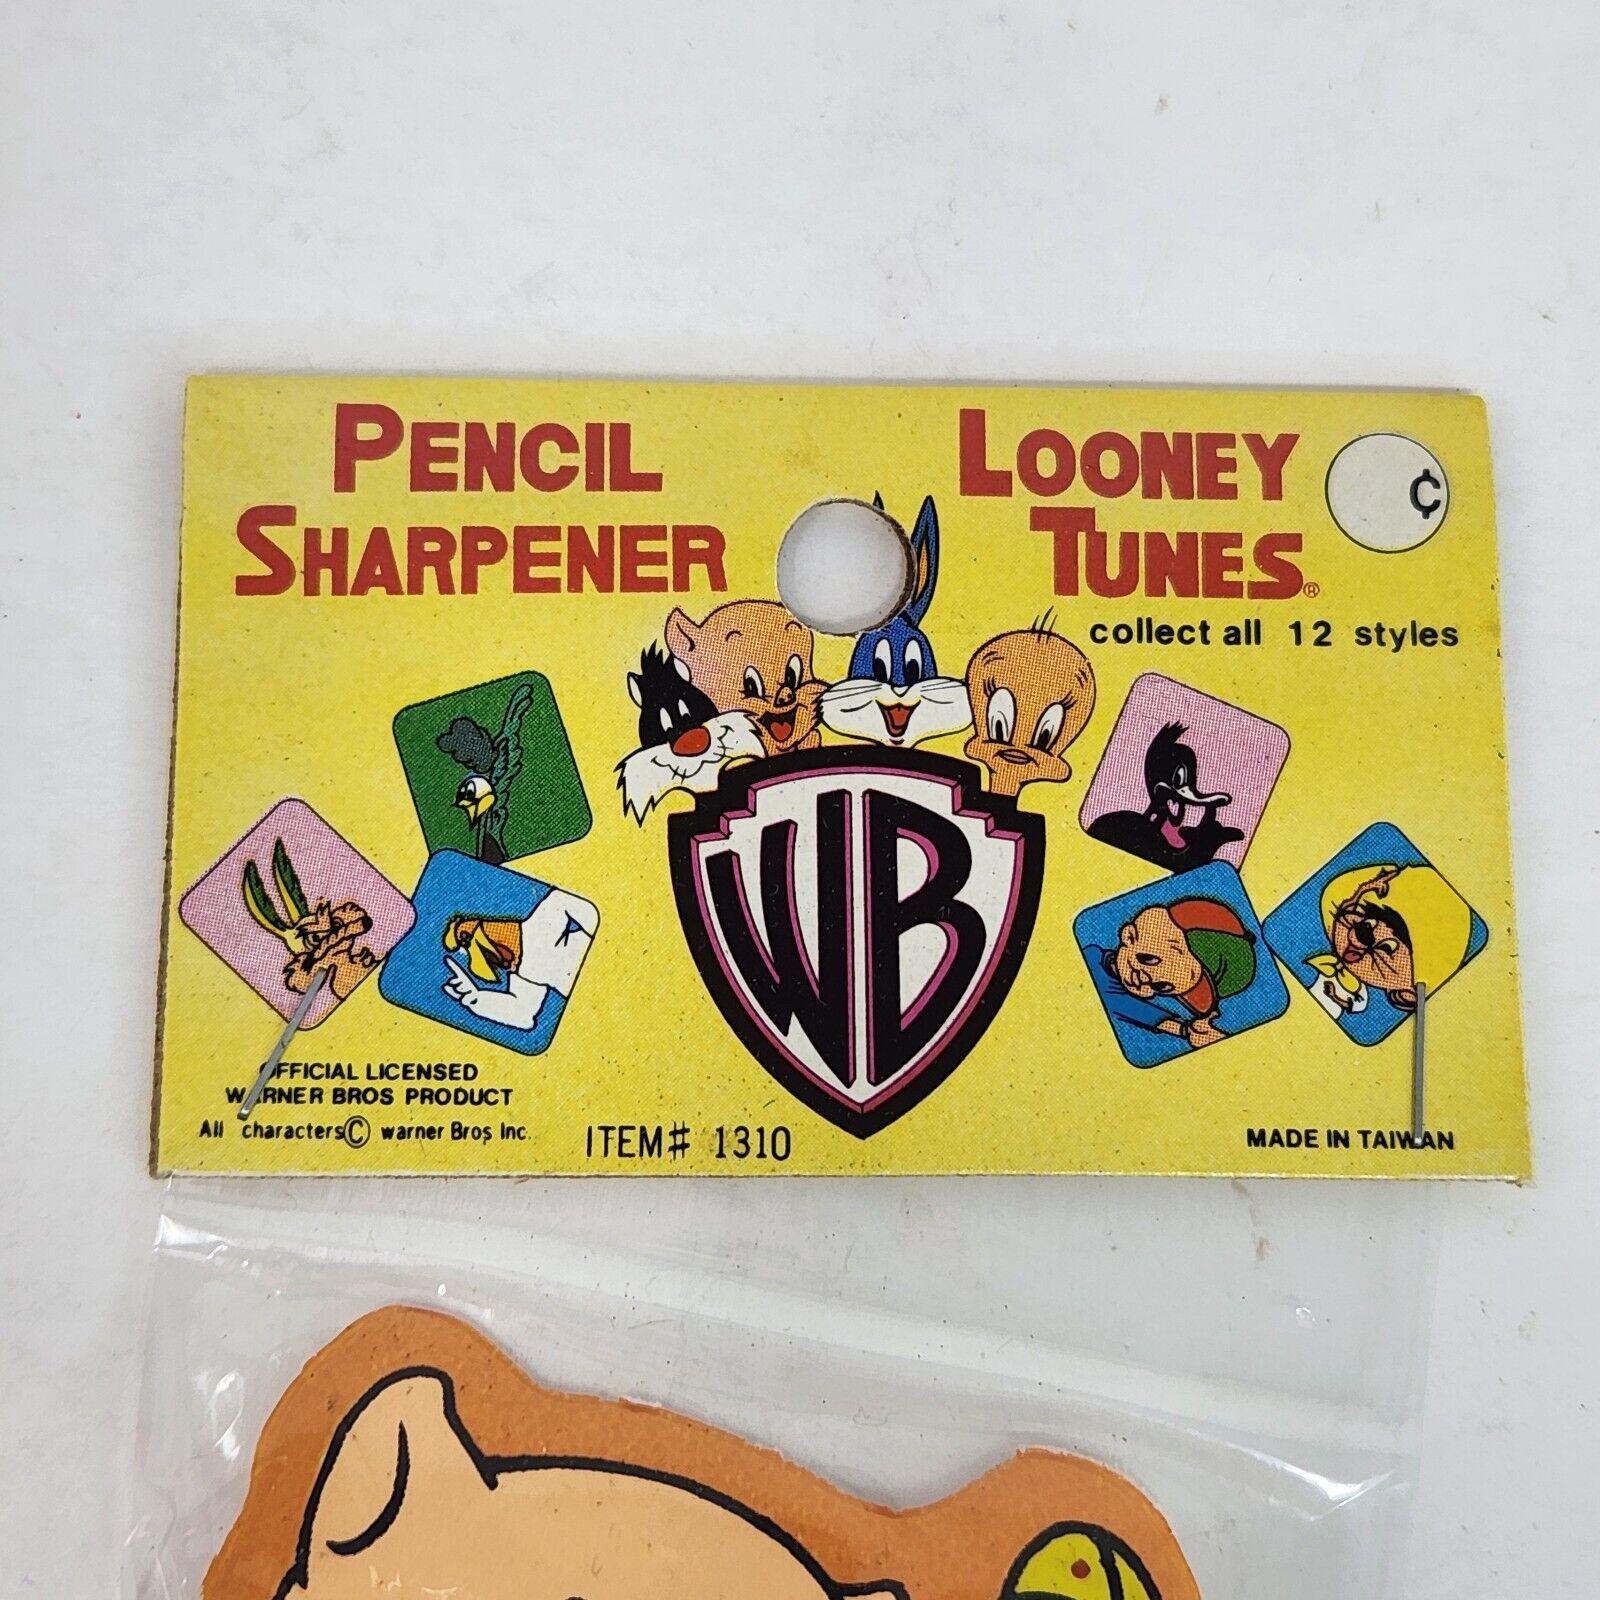 PENCIL
SHARPENER
LOONEY
TUNES®
¢
collect all 12 styles
WB
OFFICIAL LICENSED
WARNER BROS PRODUCT
All characters © warner Bros Inc.
ITEM# 1310
MADE IN TAIWAN